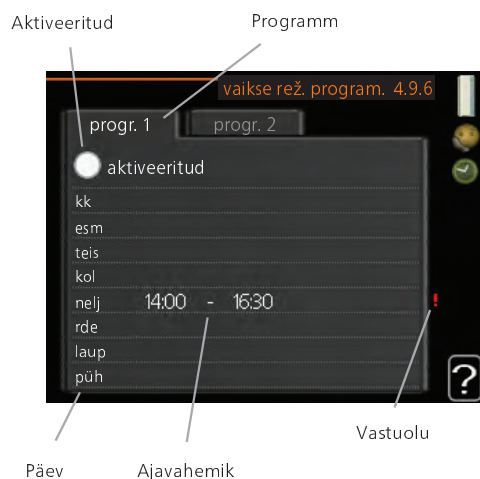 Aktiveeritud
Programm
vaikse rež. program. 4.9.6
progr. 1
progr. 2
aktiveeritud
kk
esm
teis
kol
nelj 14:00 - 16:30 !
rde
laup
püh
?
Vastuolu
Päev
Ajavahemik